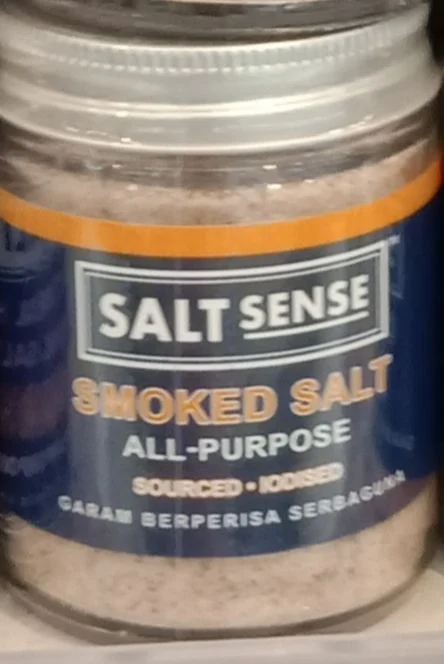 SALT SENSE
SMOKED SALT
ALL-PURPOSE
SOURCED • IODISED
GARAM BERPERISA SERBAGUNA